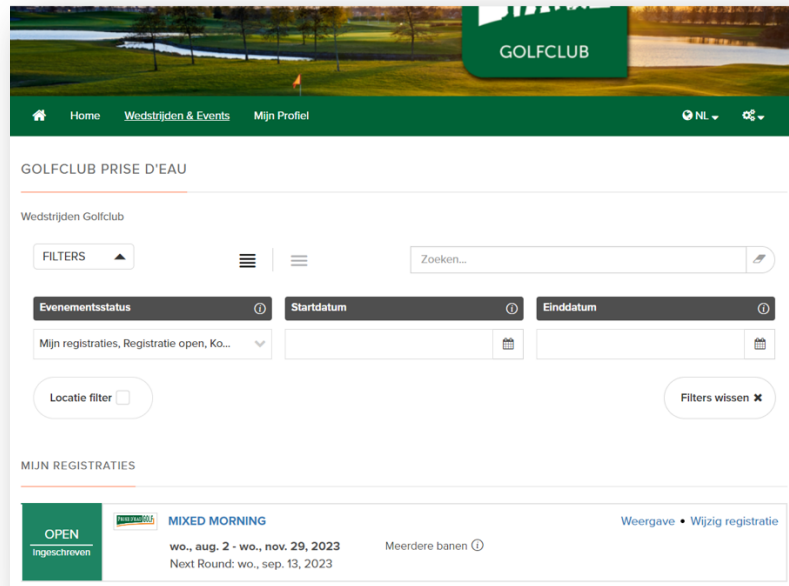 GOLFCLUB
Home Wedstrijden & Events Mijn Profiel NL
GOLFCLUB PRISE D'EAU
Wedstrijden Golfclub
FILTERS Zoeken...
Evenementsstatus Startdatum Einddatum
Mijn registraties, Registratie open, Ko...
Locatie filter Filters wissen
MIJN REGISTRATIES
OPEN
Ingeschreven
MIXED MORNING Weergave • Wijzig registratie
wo., aug. 2 - wo., nov. 29, 2023 Meerdere banen
Next Round: wo., sep. 13, 2023